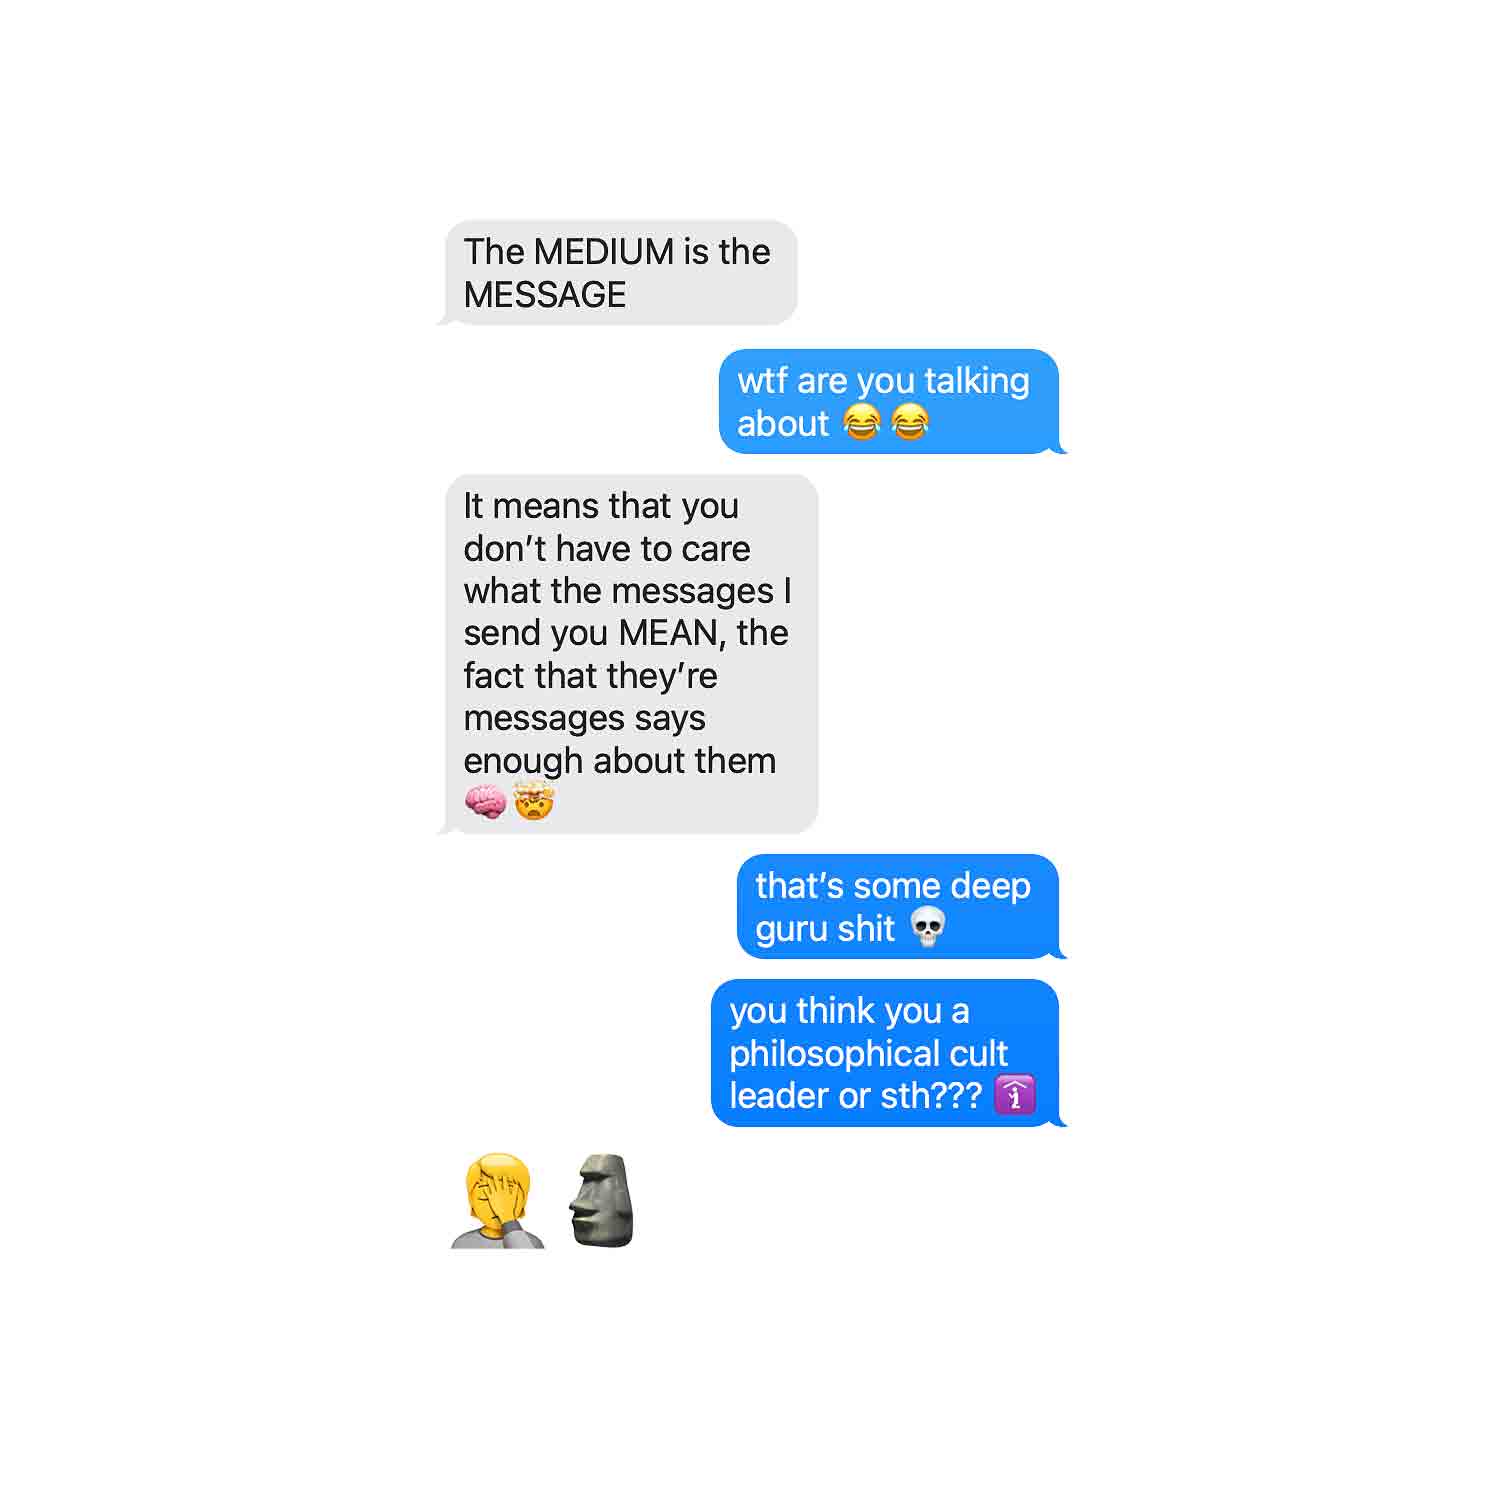 The MEDIUM is the
MESSAGE
wtf are you talking
about 😂😂
It means that you
don’t have to care
what the messages I
send you MEAN, the
fact that they’re
messages says
enough about them
🧠🤯
that’s some deep
guru shit 💀
you think you a
philosophical cult
leader or sth??? 🛐
🤦🗿